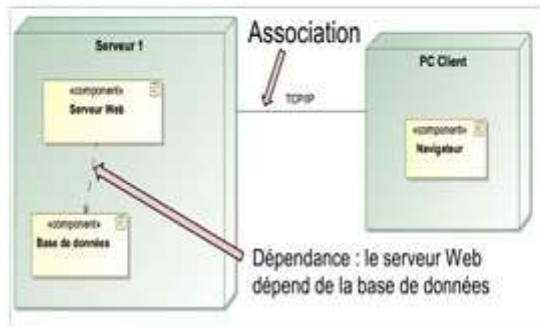 Serveur 1
Association
PC Client
«component»
Serveur Web
TCP/IP
«component»
Navigateur
«component»
Base de données
Dépendance : le serveur Web
dépend de la base de données